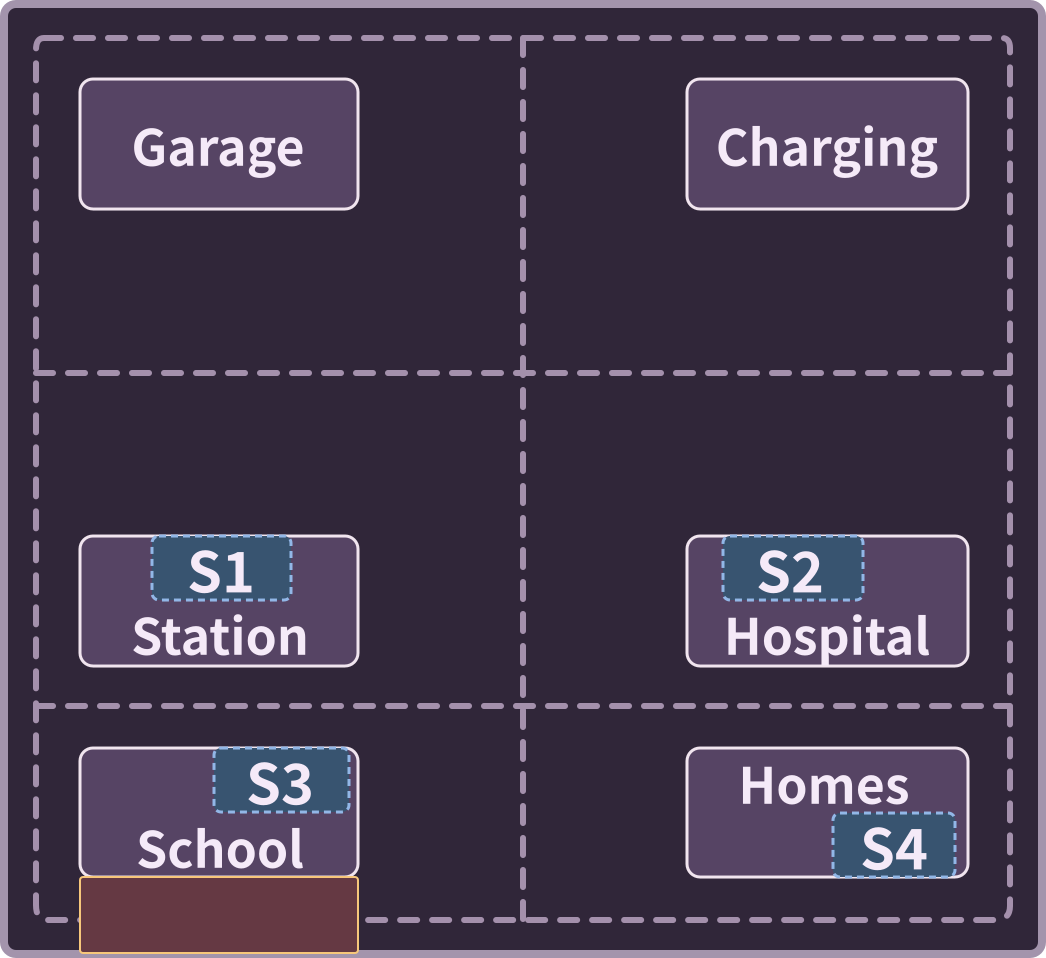 Garage
Charging
S1
Station
S2
Hospital
S3
School
Homes
S4